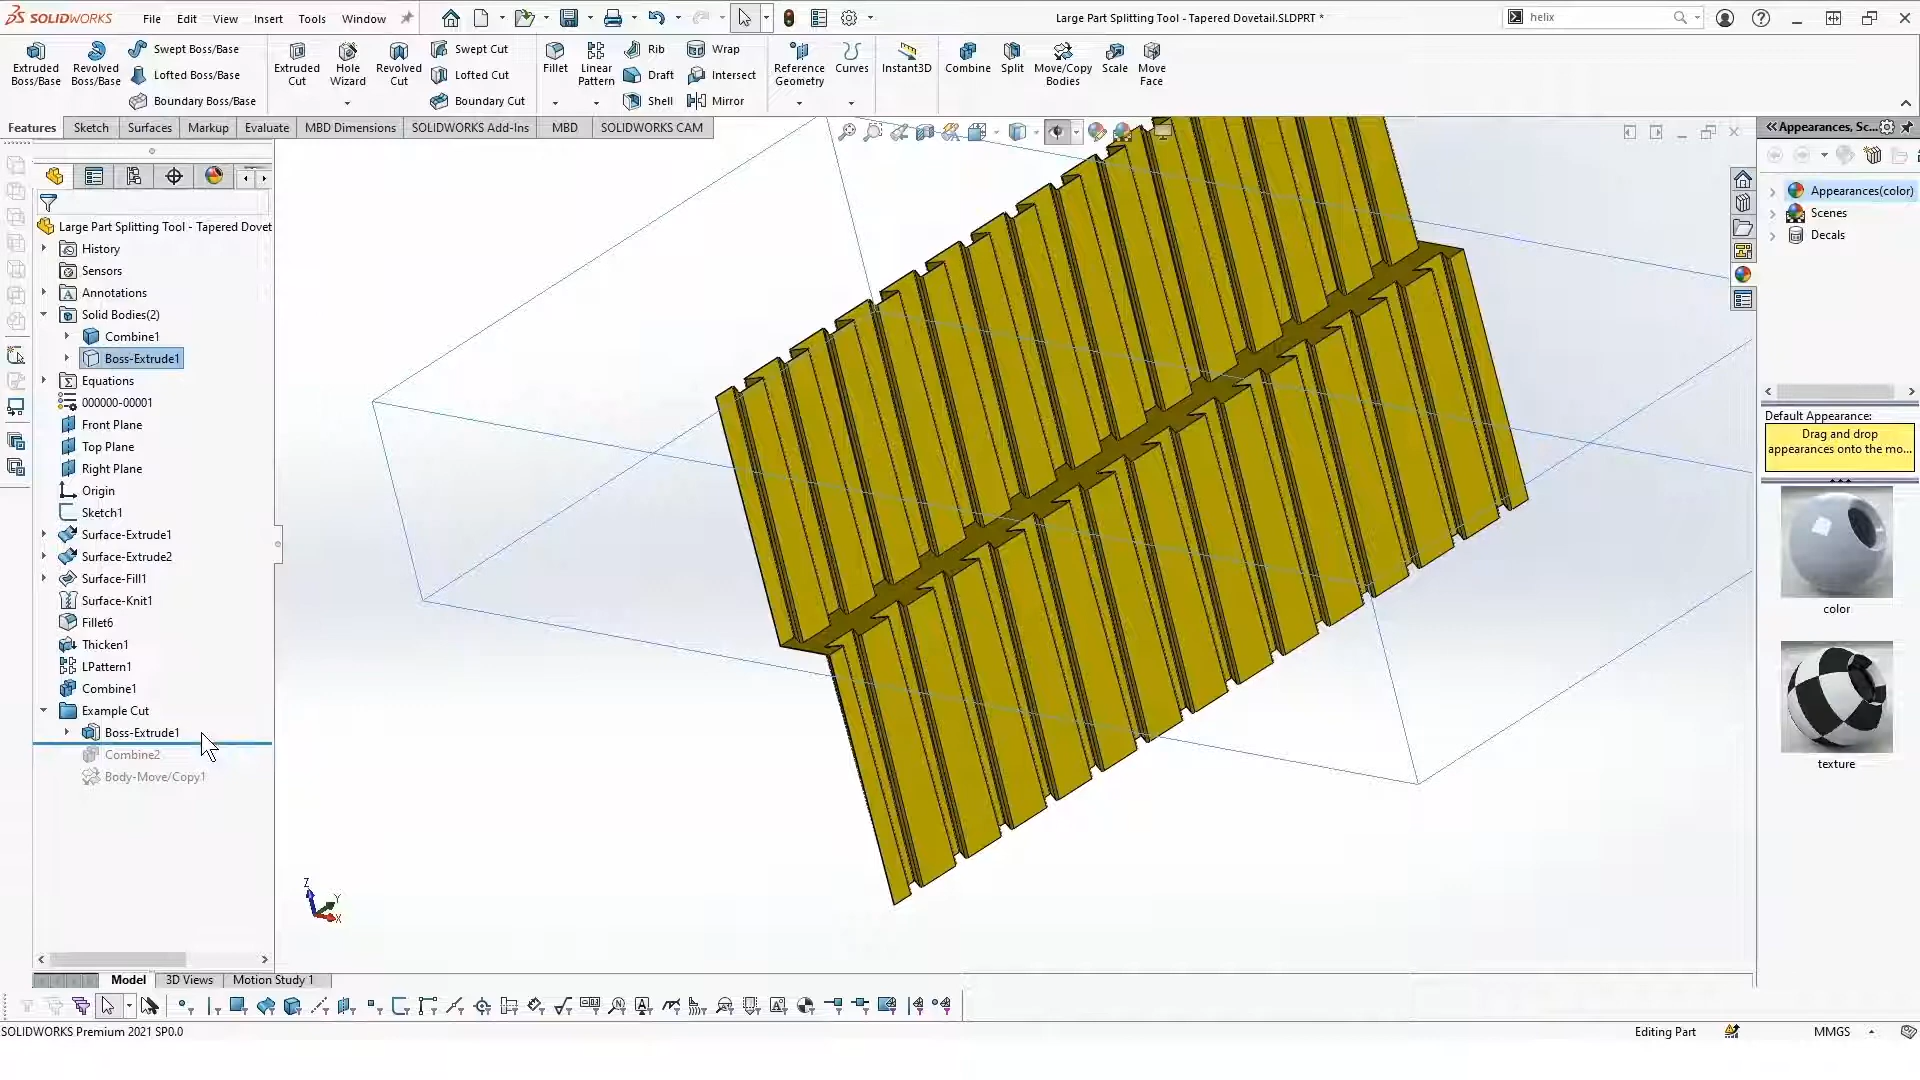 SOLIDWORKS File Edit View Insert Tools Window
Large Part Splitting Tool - Tapered Dovetail.SLDPRT *
helix
Extruded Boss/Base
Revolved Boss/Base
Swept Boss/Base
Lofted Boss/Base
Boundary Boss/Base
Extruded Cut
Hole Wizard
Revolved Cut
Swept Cut
Lofted Cut
Boundary Cut
Fillet
Linear Pattern
Rib
Draft
Shell
Wrap
Intersect
Mirror
Reference Geometry
Curves
Instant3D
Combine
Split
Move/Copy Bodies
Scale
Move Face
Features Sketch Surfaces Markup Evaluate MBD Dimensions SOLIDWORKS Add-Ins MBD SOLIDWORKS CAM
Large Part Splitting Tool - Tapered Dovet
History
Sensors
Annotations
Solid Bodies(2)
Combine1
Boss-Extrude1
Equations
000000-00001
Front Plane
Top Plane
Right Plane
Origin
Sketch1
Surface-Extrude1
Surface-Extrude2
Surface-Fill1
Surface-Knit1
Fillet6
Thicken1
LPattern1
Combine1
Example Cut
Boss-Extrude1
Combine2
Body-Move/Copy1
Z
Y
X
Appearances, Sc...
Appearances(color)
Scenes
Decals
Default Appearance:
Drag and drop
appearances onto the mo...
color
texture
Model 3D Views Motion Study 1
SOLIDWORKS Premium 2021 SP0.0
Editing Part
MMGS